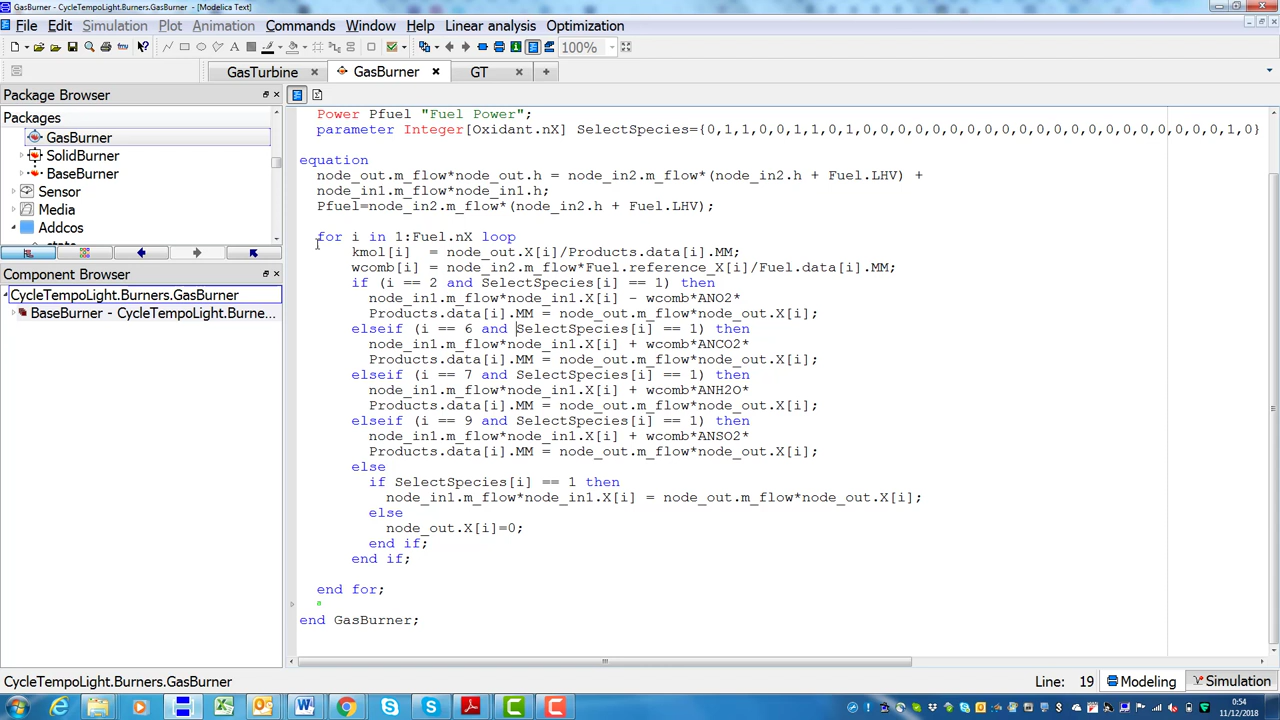 GasBurner - CycleTempoLight.Burners.GasBurner - [Modelica Text]
File Edit Simulation Plot Animation Commands Window Help Linear analysis Optimization
100%
GasTurbine GasBurner GT
Package Browser
Packages
GasBurner
SolidBurner
BaseBurner
Sensor
Media
Addcos
Component Browser
CycleTempoLight.Burners.GasBurner
BaseBurner - CycleTempoLight.Burne...
Power Pfuel "Fuel Power";
parameter Integer[Oxidant.nX] SelectSpecies={0,1,1,0,0,1,1,0,1,0,0,0,0,0,0,0,0,0,0,0,0,0,0,0,0,0,0,0,0,0,1,0}
equation
node_out.m_flow*node_out.h = node_in2.m_flow*(node_in2.h + Fuel.LHV) +
node_in1.m_flow*node_in1.h;
Pfuel=node_in2.m_flow*(node_in2.h + Fuel.LHV);
for i in 1:Fuel.nX loop
kmol[i] = node_out.X[i]/Products.data[i].MM;
wcomb[i] = node_in2.m_flow*Fuel.reference_X[i]/Fuel.data[i].MM;
if (i == 2 and SelectSpecies[i] == 1) then
node_in1.m_flow*node_in1.X[i] - wcomb*ANO2*
Products.data[i].MM = node_out.m_flow*node_out.X[i];
elseif (i == 6 and SelectSpecies[i] == 1) then
node_in1.m_flow*node_in1.X[i] + wcomb*ANCO2*
Products.data[i].MM = node_out.m_flow*node_out.X[i];
elseif (i == 7 and SelectSpecies[i] == 1) then
node_in1.m_flow*node_in1.X[i] + wcomb*ANH2O*
Products.data[i].MM = node_out.m_flow*node_out.X[i];
elseif (i == 9 and SelectSpecies[i] == 1) then
node_in1.m_flow*node_in1.X[i] + wcomb*ANSO2*
Products.data[i].MM = node_out.m_flow*node_out.X[i];
else
if SelectSpecies[i] == 1 then
node_in1.m_flow*node_in1.X[i] = node_out.m_flow*node_out.X[i];
else
node_out.X[i]=0;
end if;
end if;
end for;
end GasBurner;
CycleTempoLight.Burners.GasBurner
Line: 19 Modeling Simulation
0:54
11/12/2018